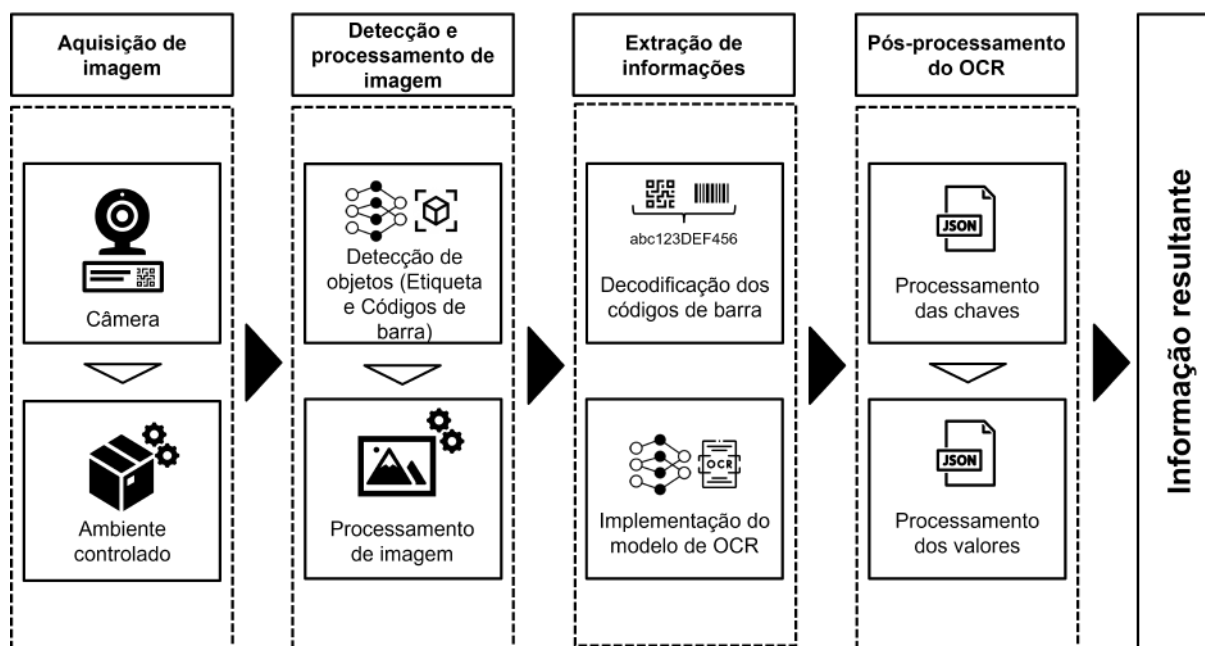 Aquisição de
imagem
Detecção e
processamento de
imagem
Extração de
informações
Pós-processamento
do OCR
Câmera
Ambiente
controlado
Detecção de
objetos (Etiqueta
e Códigos de
barra)
Processamento
de imagem
abc123DEF456
Decodificação dos
códigos de barra
OCR
Implementação do
modelo de OCR
JSON
Processamento
das chaves
JSON
Processamento
dos valores
Informação resultante